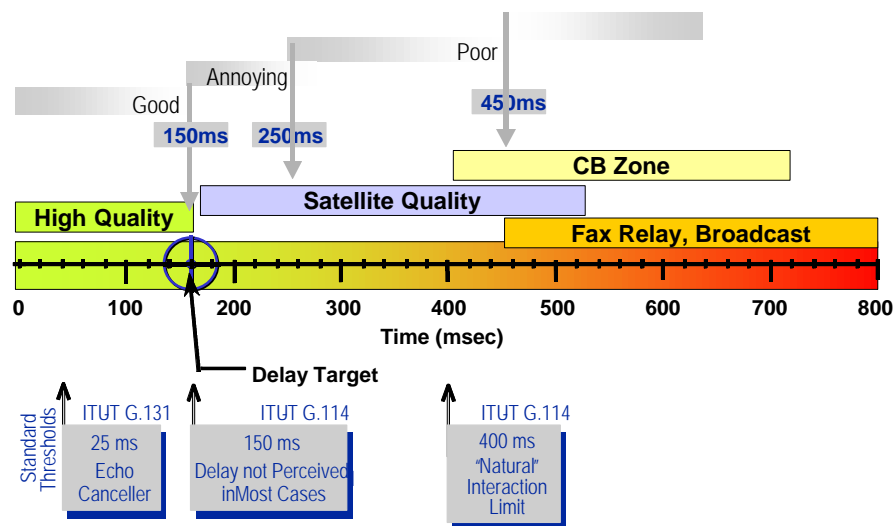 Poor
Annoying
Good
450ms
150ms
250ms
CB Zone
Satellite Quality
High Quality
Fax Relay, Broadcast
0 100 200 300 400 500 600 700 800
Time (msec)
Delay Target
Standard
Thresholds
ITUT G.131
25 ms
Echo
Canceller
ITUT G.114
150 ms
Delay not Perceived
inMost Cases
ITUT G.114
400 ms
“Natural”
Interaction
Limit